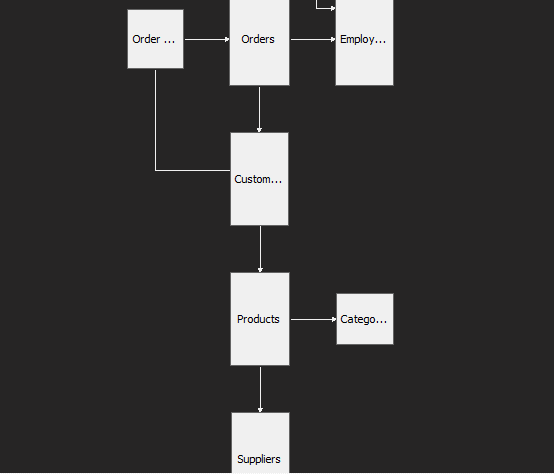 Order ...
Orders
Employ...
Custom...
Products
Catego...
Suppliers